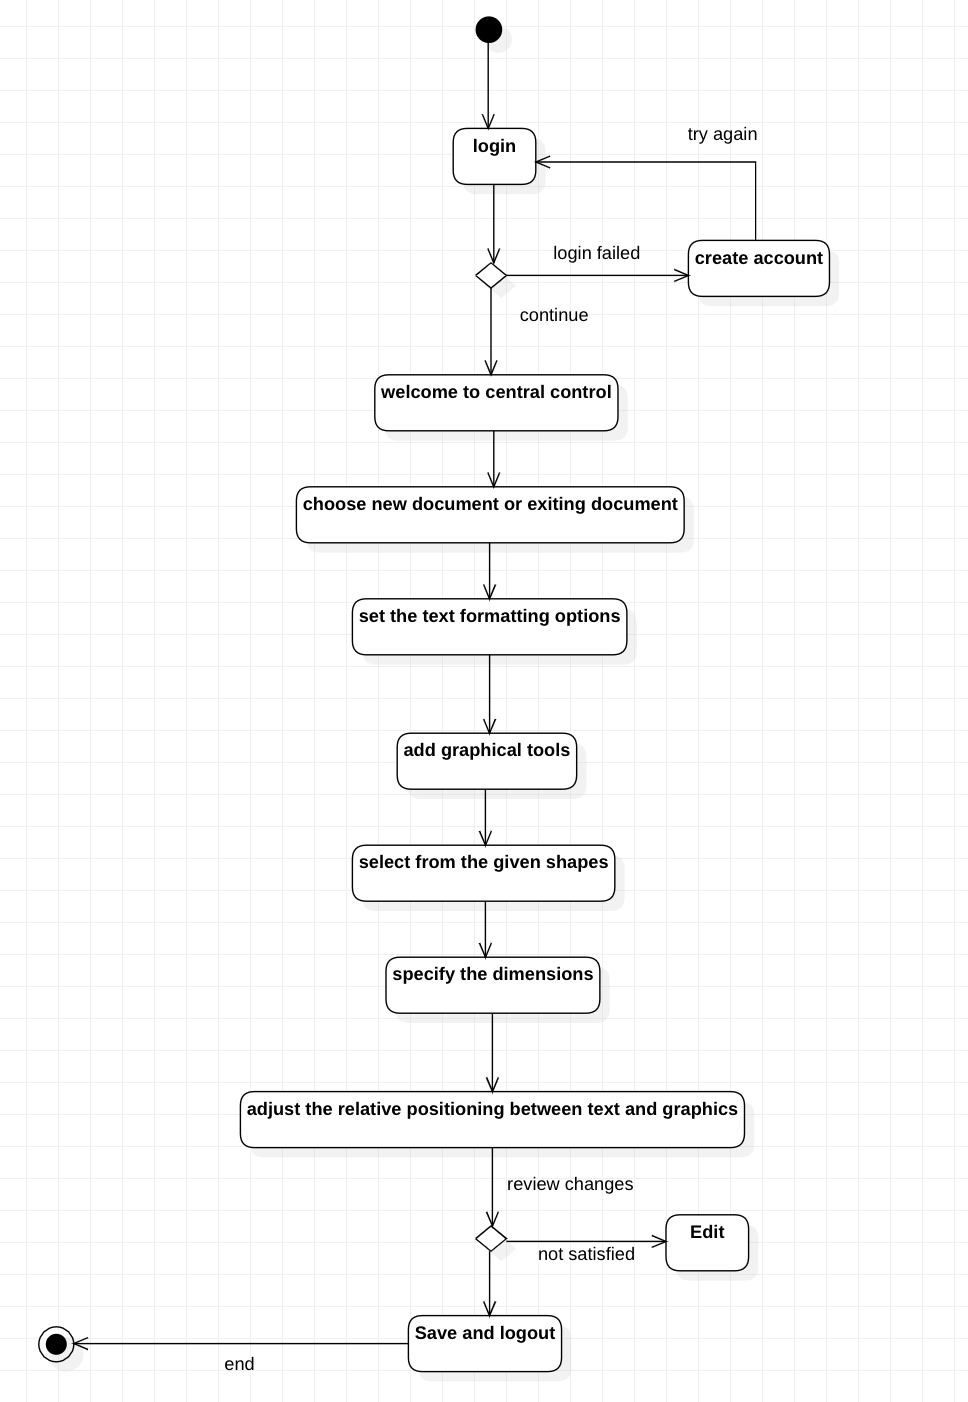 login
try again
login failed
create account
continue
welcome to central control
choose new document or exiting document
set the text formatting options
add graphical tools
select from the given shapes
specify the dimensions
adjust the relative positioning between text and graphics
review changes
Edit
not satisfied
Save and logout
end